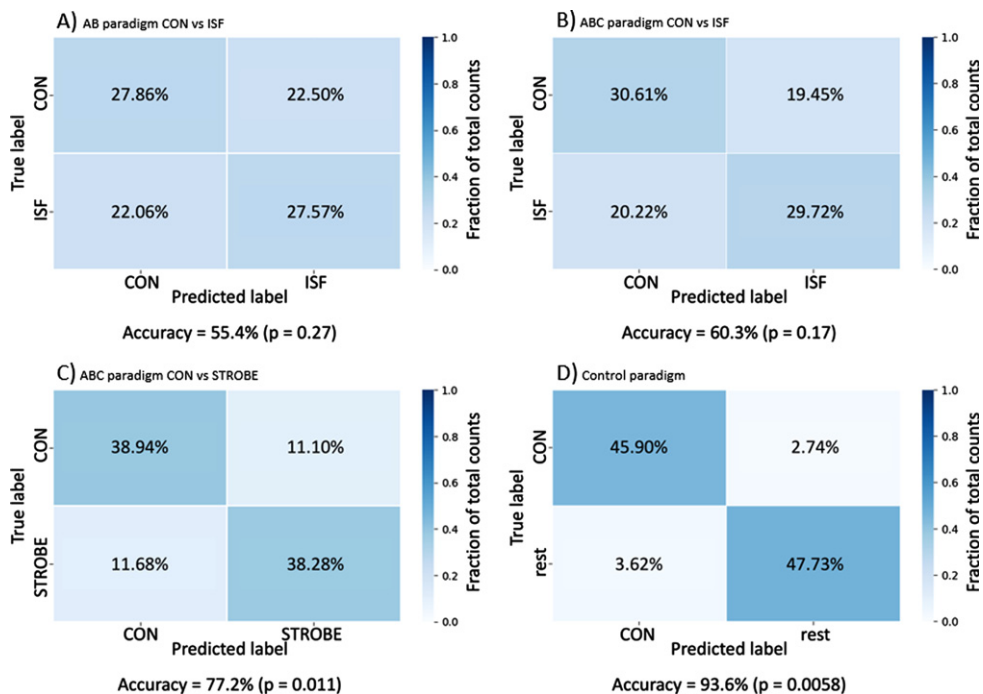 A) AB paradigm CON vs ISF
1.0
0.8
0.6
0.4
0.2
0.0
Fraction of total counts
True label
CON
ISF
27.86% 22.50%
22.06% 27.57%
CON ISF
Predicted label
Accuracy = 55.4% (p = 0.27)
B) ABC paradigm CON vs ISF
1.0
0.8
0.6
0.4
0.2
0.0
Fraction of total counts
True label
CON
ISF
30.61% 19.45%
20.22% 29.72%
CON ISF
Predicted label
Accuracy = 60.3% (p = 0.17)
C) ABC paradigm CON vs STROBE
1.0
0.8
0.6
0.4
0.2
0.0
Fraction of total counts
True label
CON
STROBE
38.94% 11.10%
11.68% 38.28%
CON STROBE
Predicted label
Accuracy = 77.2% (p = 0.011)
D) Control paradigm
1.0
0.8
0.6
0.4
0.2
0.0
Fraction of total counts
True label
CON
rest
45.90% 2.74%
3.62% 47.73%
CON rest
Predicted label
Accuracy = 93.6% (p = 0.0058)